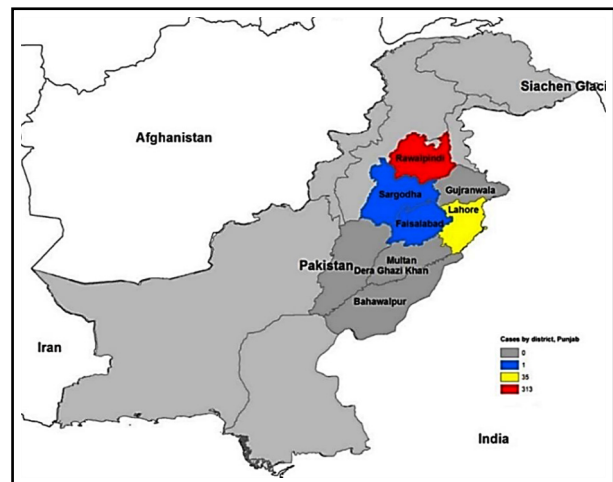 Siachen Glaci
Afghanistan
Rawalpindi
Sargodha
Gujranwala
Lahore
Faisalabad
Multan
Pakistan
Dera Ghazi Khan
Bahawalpur
Iran
India
Cases by district, Punjab
0
1
35
313